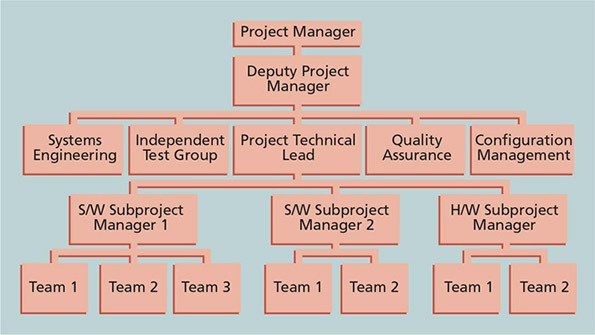 Project Manager
Deputy Project
Manager
Systems
Engineering
Independent
Test Group
Project Technical
Lead
Quality
Assurance
Configuration
Management
S/W Subproject
Manager 1
S/W Subproject
Manager 2
H/W Subproject
Manager
Team 1
Team 2
Team 3
Team 1
Team 2
Team 1
Team 2